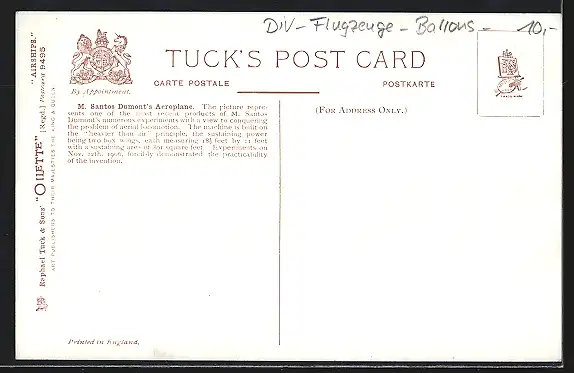 Div - Flugzeuge - Ballons - 10,-
TUCK'S POST CARD
CARTE POSTALE
POSTKARTE
By Appointment.
(FOR ADDRESS ONLY.)
M. Santos Dumont's Aeroplane. The picture repre-
sents one of the most recent products of M. Santos
Dumont's numerous experiments with a view to conquering
the problem of aerial locomotion. The machine is built on
the "heavier than air" principle, the sustaining power
being two box wings, each measuring 18½ feet by 11 feet
with a sustaining area of 801 square feet. Experiments on
Nov. 12th, 1906, forcibly demonstrated the practicability
of the invention.
Raphael Tuck & Sons' "OILETTE" [Regd.] Postcard 9495
"AIRSHIPS."
ART PUBLISHERS TO THEIR MAJESTIES THE KING & QUEEN
Printed in England.